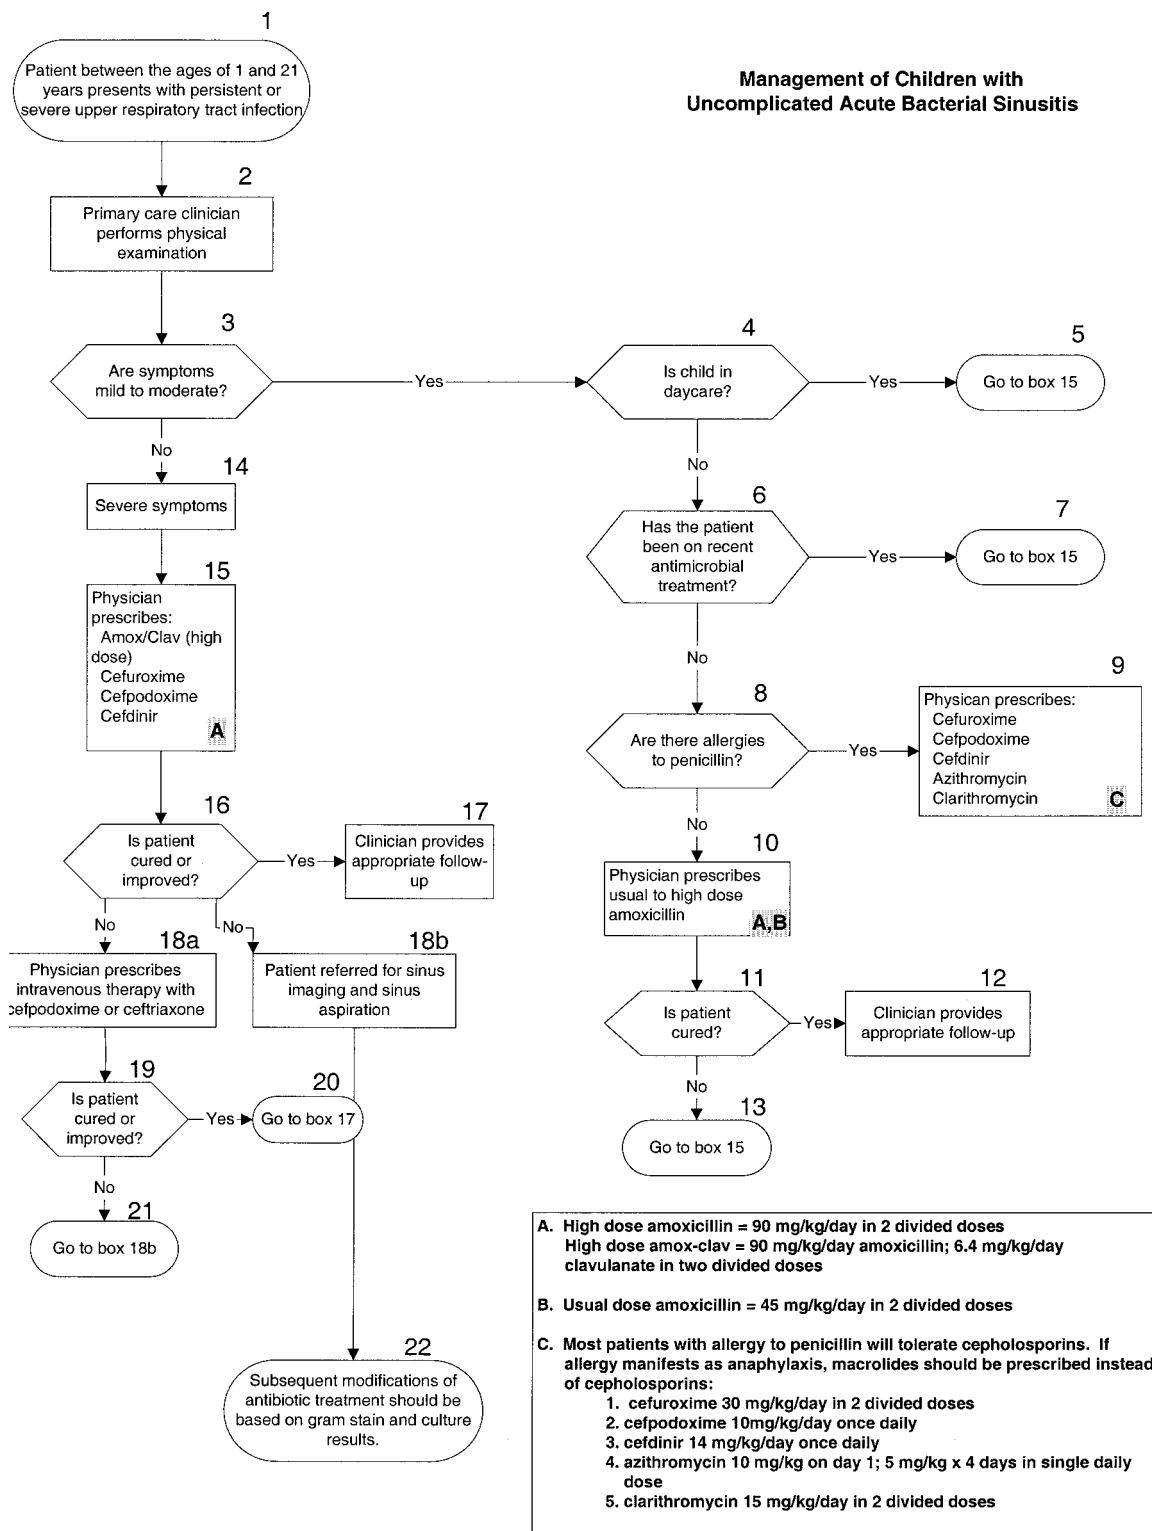 Management of Children with
Uncomplicated Acute Bacterial Sinusitis
1
Patient between the ages of 1 and 21
years presents with persistent or
severe upper respiratory tract infection
2
Primary care clinician
performs physical
examination
3
Are symptoms
mild to moderate?
Yes
No
4
Is child in
daycare?
Yes
No
5
Go to box 15
6
Has the patient
been on recent
antimicrobial
treatment?
Yes
No
7
Go to box 15
8
Are there allergies
to penicillin?
Yes
No
9
Physican prescribes:
Cefuroxime
Cefpodoxime
Cefdinir
Azithromycin
Clarithromycin
C
10
Physician prescribes
usual to high dose
amoxicillin
A,B
11
Is patient
cured?
Yes
No
12
Clinician provides
appropriate follow-up
13
Go to box 15
14
Severe symptoms
15
Physician
prescribes:
Amox/Clav (high
dose)
Cefuroxime
Cefpodoxime
Cefdinir
A
16
Is patient
cured or
improved?
Yes
No
No
17
Clinician provides
appropriate follow-
up
18a
Physician prescribes
intravenous therapy with
cefpodoxime or ceftriaxone
18b
Patient referred for sinus
imaging and sinus
aspiration
19
Is patient
cured or
improved?
Yes
No
20
Go to box 17
21
Go to box 18b
22
Subsequent modifications of
antibiotic treatment should be
based on gram stain and culture
results.
A. High dose amoxicillin = 90 mg/kg/day in 2 divided doses
High dose amox-clav = 90 mg/kg/day amoxicillin; 6.4 mg/kg/day
clavulanate in two divided doses
B. Usual dose amoxicillin = 45 mg/kg/day in 2 divided doses
C. Most patients with allergy to penicillin will tolerate cepholosporins. If
allergy manifests as anaphylaxis, macrolides should be prescribed instead
of cepholosporins:
1. cefuroxime 30 mg/kg/day in 2 divided doses
2. cefpodoxime 10mg/kg/day once daily
3. cefdinir 14 mg/kg/day once daily
4. azithromycin 10 mg/kg on day 1; 5 mg/kg x 4 days in single daily
dose
5. clarithromycin 15 mg/kg/day in 2 divided doses